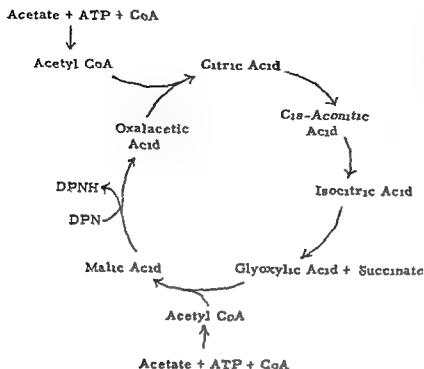 Acetate + ATP + CoA
Acetyl CoA
Citric Acid
Cis-Aconitic
Acid
Oxalacetic
Acid
Isocitric Acid
DPNH
DPN
Malic Acid
Glyoxylic Acid + Succinate
Acetyl CoA
Acetate + ATP + CoA